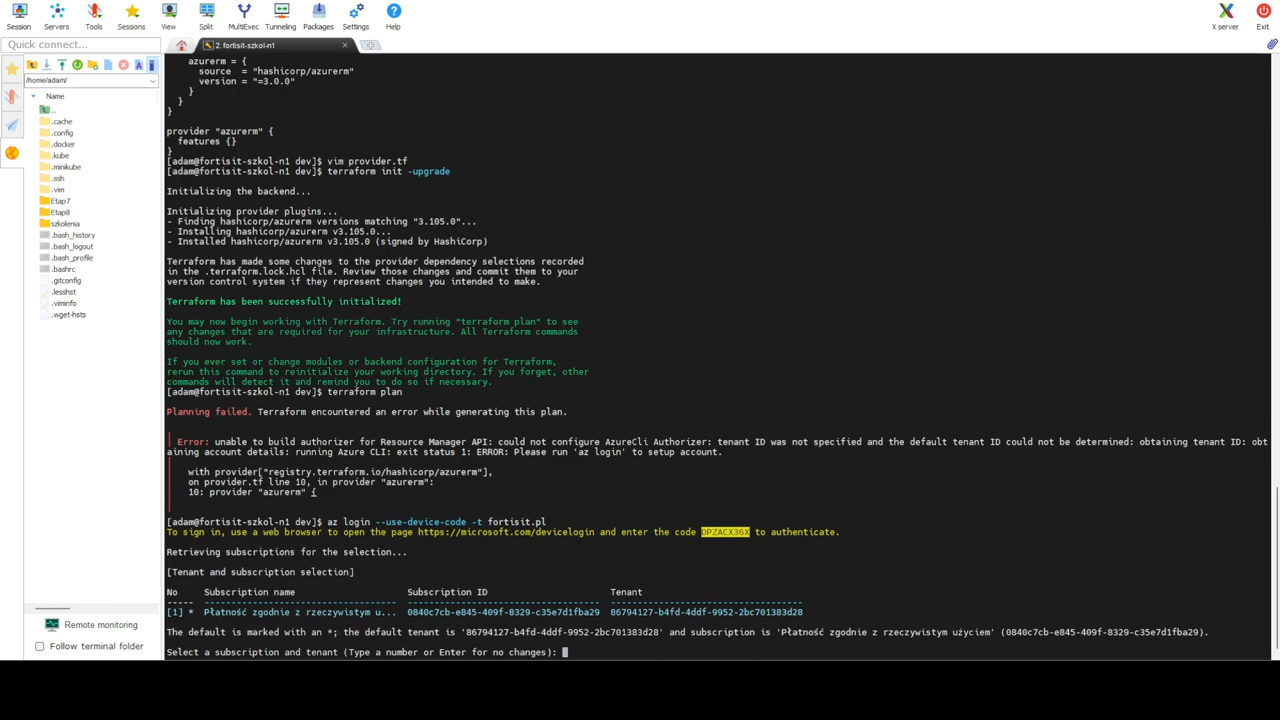 Session Servers Tools Sessions View Split MultiExec Tunneling Packages Settings Help X server Exit
Quick connect...
2. fortisit-szkol-n1
/home/adam/
Name
..
.cache
.config
.docker
.kube
.minikube
.ssh
.vim
Etap7
Etap8
szkolenia
.bash_history
.bash_logout
.bash_profile
.bashrc
.gitconfig
.lesshst
.viminfo
.wget-hsts
Remote monitoring
Follow terminal folder
azurerm = {
source = "hashicorp/azurerm"
version = "=3.0.0"
}
}
}
provider "azurerm" {
features {}
}
[adam@fortisit-szkol-n1 dev]$ vim provider.tf
[adam@fortisit-szkol-n1 dev]$ terraform init -upgrade
Initializing the backend...
Initializing provider plugins...
- Finding hashicorp/azurerm versions matching "3.105.0"...
- Installing hashicorp/azurerm v3.105.0...
- Installed hashicorp/azurerm v3.105.0 (signed by HashiCorp)
Terraform has made some changes to the provider dependency selections recorded
in the .terraform.lock.hcl file. Review those changes and commit them to your
version control system if they represent changes you intended to make.
Terraform has been successfully initialized!
You may now begin working with Terraform. Try running "terraform plan" to see
any changes that are required for your infrastructure. All Terraform commands
should now work.
If you ever set or change modules or backend configuration for Terraform,
rerun this command to reinitialize your working directory. If you forget, other
commands will detect it and remind you to do so if necessary.
[adam@fortisit-szkol-n1 dev]$ terraform plan
Planning failed. Terraform encountered an error while generating this plan.
Error: unable to build authorizer for Resource Manager API: could not configure AzureCli Authorizer: tenant ID was not specified and the default tenant ID could not be determined: obtaining tenant ID: obt
aining account details: running Azure CLI: exit status 1: ERROR: Please run 'az login' to setup account.
with provider["registry.terraform.io/hashicorp/azurerm"],
on provider.tf line 10, in provider "azurerm":
10: provider "azurerm" {
[adam@fortisit-szkol-n1 dev]$ az login --use-device-code -t fortisit.pl
To sign in, use a web browser to open the page https://microsoft.com/devicelogin and enter the code DPZACX36X to authenticate.
Retrieving subscriptions for the selection...
[Tenant and subscription selection]
No Subscription name Subscription ID Tenant
----- ------------------------------------ ------------------------------------ ------------------------------------
[1] * Płatność zgodnie z rzeczywistym u... 0840c7cb-e845-409f-8329-c35e7d1fba29 86794127-b4fd-4ddf-9952-2bc701383d28
The default is marked with an *; the default tenant is '86794127-b4fd-4ddf-9952-2bc701383d28' and subscription is 'Płatność zgodnie z rzeczywistym użyciem' (0840c7cb-e845-409f-8329-c35e7d1fba29).
Select a subscription and tenant (Type a number or Enter for no changes):